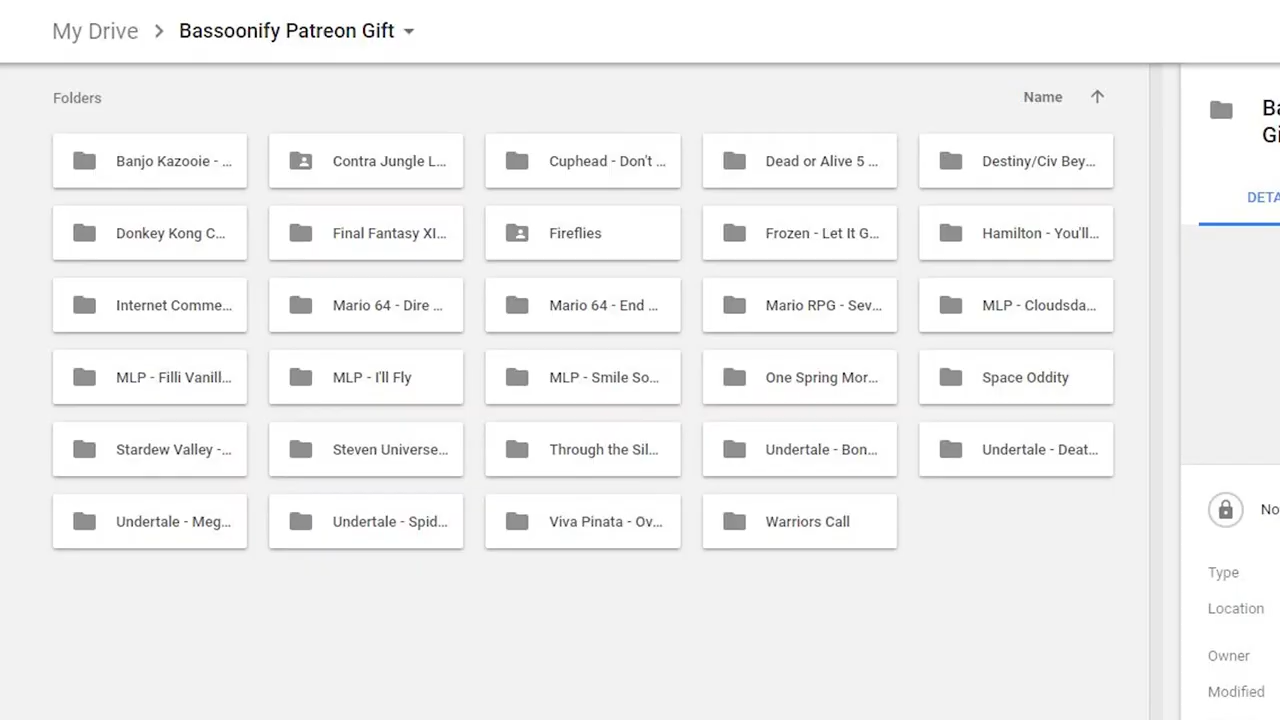 My Drive > Bassoonify Patreon Gift
Folders
Name
Banjo Kazooie - ...
Contra Jungle L...
Cuphead - Don't ...
Dead or Alive 5 ...
Destiny/Civ Bey...
Donkey Kong C...
Final Fantasy XI...
Fireflies
Frozen - Let It G...
Hamilton - You'll...
Internet Comme...
Mario 64 - Dire ...
Mario 64 - End ...
Mario RPG - Sev...
MLP - Cloudsda...
MLP - Filli Vanill...
MLP - I'll Fly
MLP - Smile So...
One Spring Mor...
Space Oddity
Stardew Valley -...
Steven Universe...
Through the Sil...
Undertale - Bon...
Undertale - Deat...
Undertale - Meg...
Undertale - Spid...
Viva Pinata - Ov...
Warriors Call
Ba
Gi
DETA
No
Type
Location
Owner
Modified